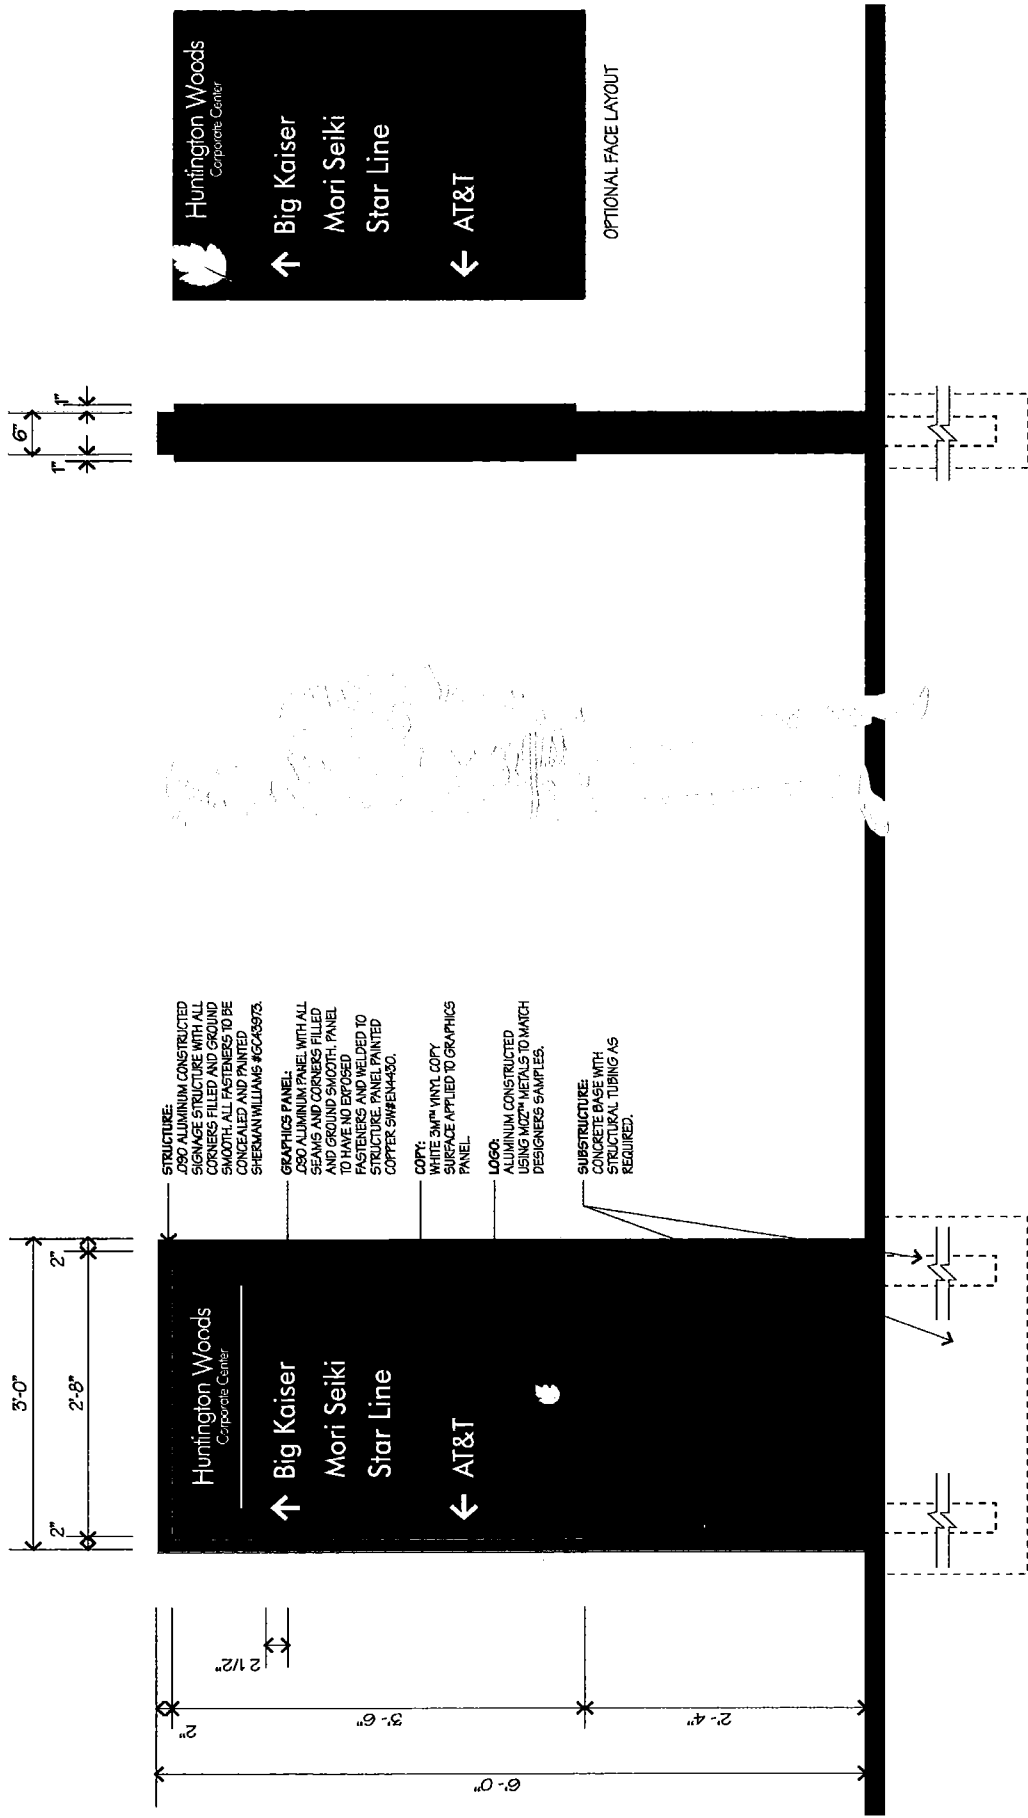 3'-0"
2" 2'-8" 2"
6"
1" 1"
2"
2 1/2"
3'-6"
2'-4"
6'-0"
Huntington Woods
Corporate Center
↑ Big Kaiser
Mori Seiki
Star Line
← AT&T
STRUCTURE:
.090 ALUMINUM CONSTRUCTED
SIGNAGE STRUCTURE WITH ALL
CORNERS FILLED AND GROUND
SMOOTH. ALL FASTENERS TO BE
CONCEALED AND PAINTED
SHERMAN WILLIAMS #GC43973.
GRAPHICS PANEL:
.090 ALUMINUM PANEL WITH ALL
SEAMS AND CORNERS FILLED
AND GROUND SMOOTH. PANEL
TO HAVE NO EXPOSED
FASTENERS AND WELDED TO
STRUCTURE. PANEL PAINTED
COPPER SW#EN4430.
COPY:
WHITE 3M™ VINYL COPY
SURFACE APPLIED TO GRAPHICS
PANEL.
LOGO:
ALUMINUM CONSTRUCTED
USING MCZ™ METALS TO MATCH
DESIGNERS SAMPLES.
SUBSTRUCTURE:
CONCRETE BASE WITH
STRUCTURAL TUBING AS
REQUIRED.
Huntington Woods
Corporate Center
↑ Big Kaiser
Mori Seiki
Star Line
← AT&T
OPTIONAL FACE LAYOUT